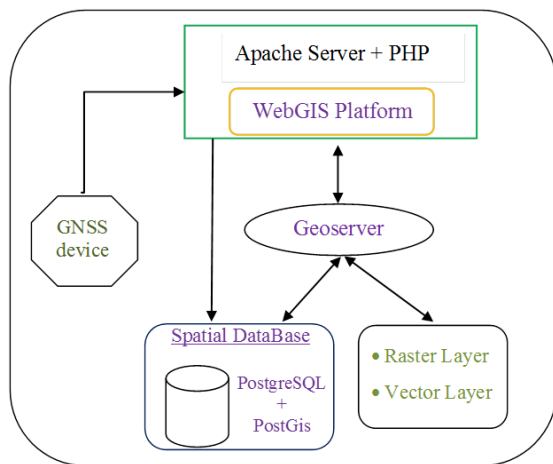 Apache Server + PHP
WebGIS Platform
GNSS
device
Geoserver
Spatial DataBase
PostgreSQL
+
PostGis
• Raster Layer
• Vector Layer